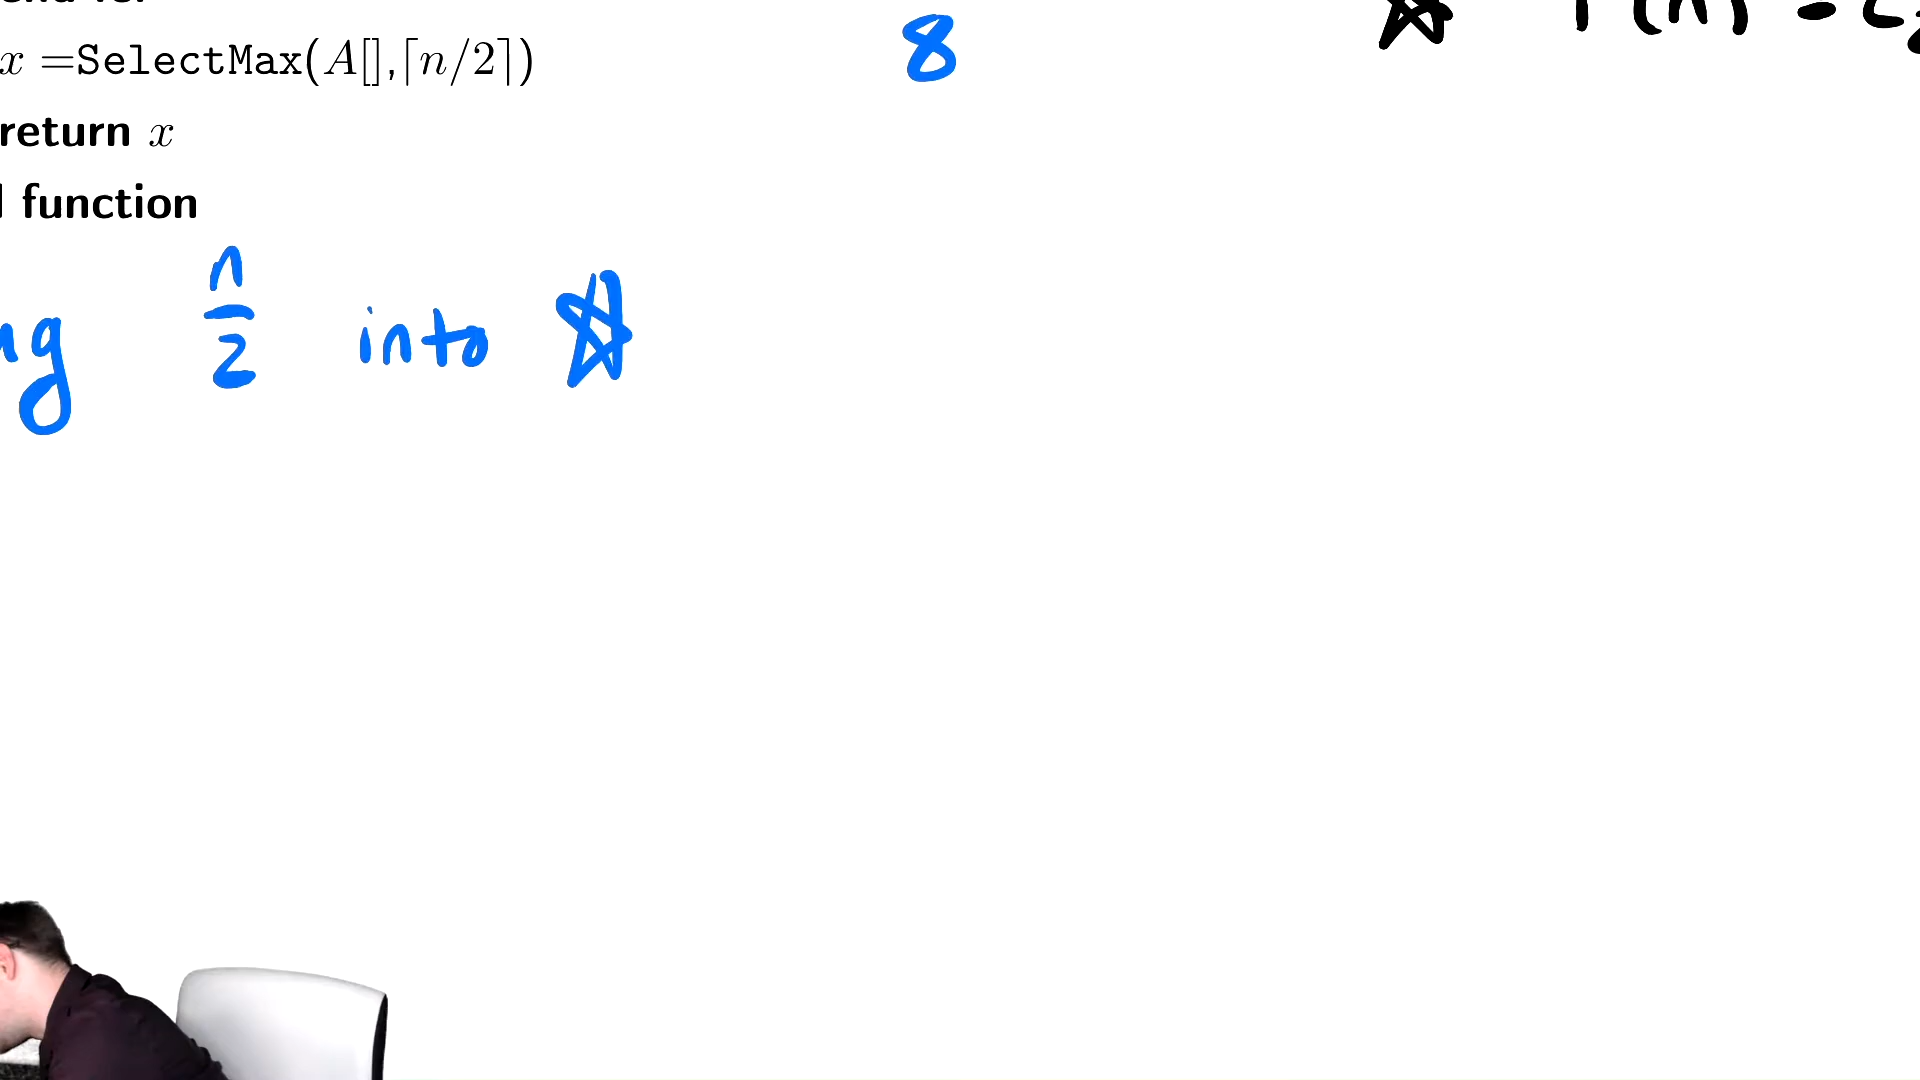 x =SelectMax(A[],⌈n/2⌉)
return x
function
8
T(n) = c
n/2 into ☆